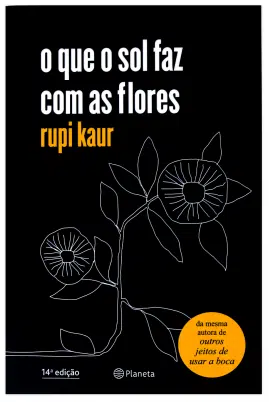 o que o sol faz
com as flores
rupi kaur
da mesma
autora de
outros
jeitos de
usar a boca
14ª edição
Planeta